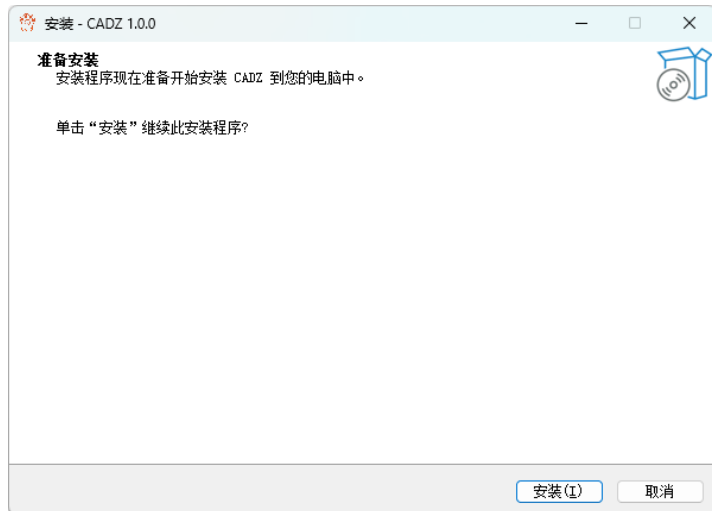 安装 - CADZ 1.0.0
准备安装
安装程序现在准备开始安装 CADZ 到您的电脑中。
单击“安装”继续此安装程序?
安装(I)
取消